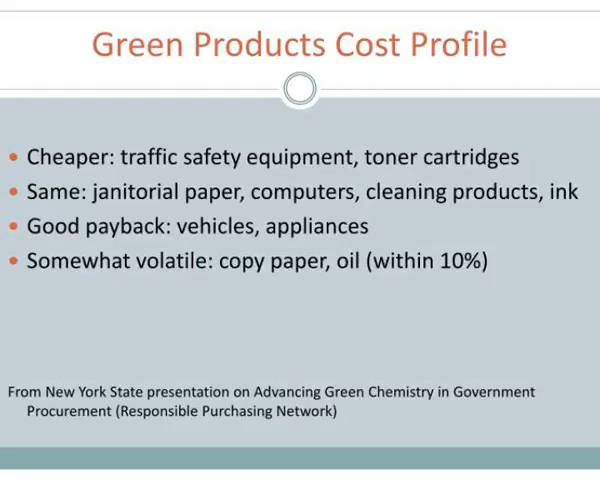 Green Products Cost Profile
• Cheaper: traffic safety equipment, toner cartridges
• Same: janitorial paper, computers, cleaning products, ink
• Good payback: vehicles, appliances
• Somewhat volatile: copy paper, oil (within 10%)
From New York State presentation on Advancing Green Chemistry in Government
Procurement (Responsible Purchasing Network)